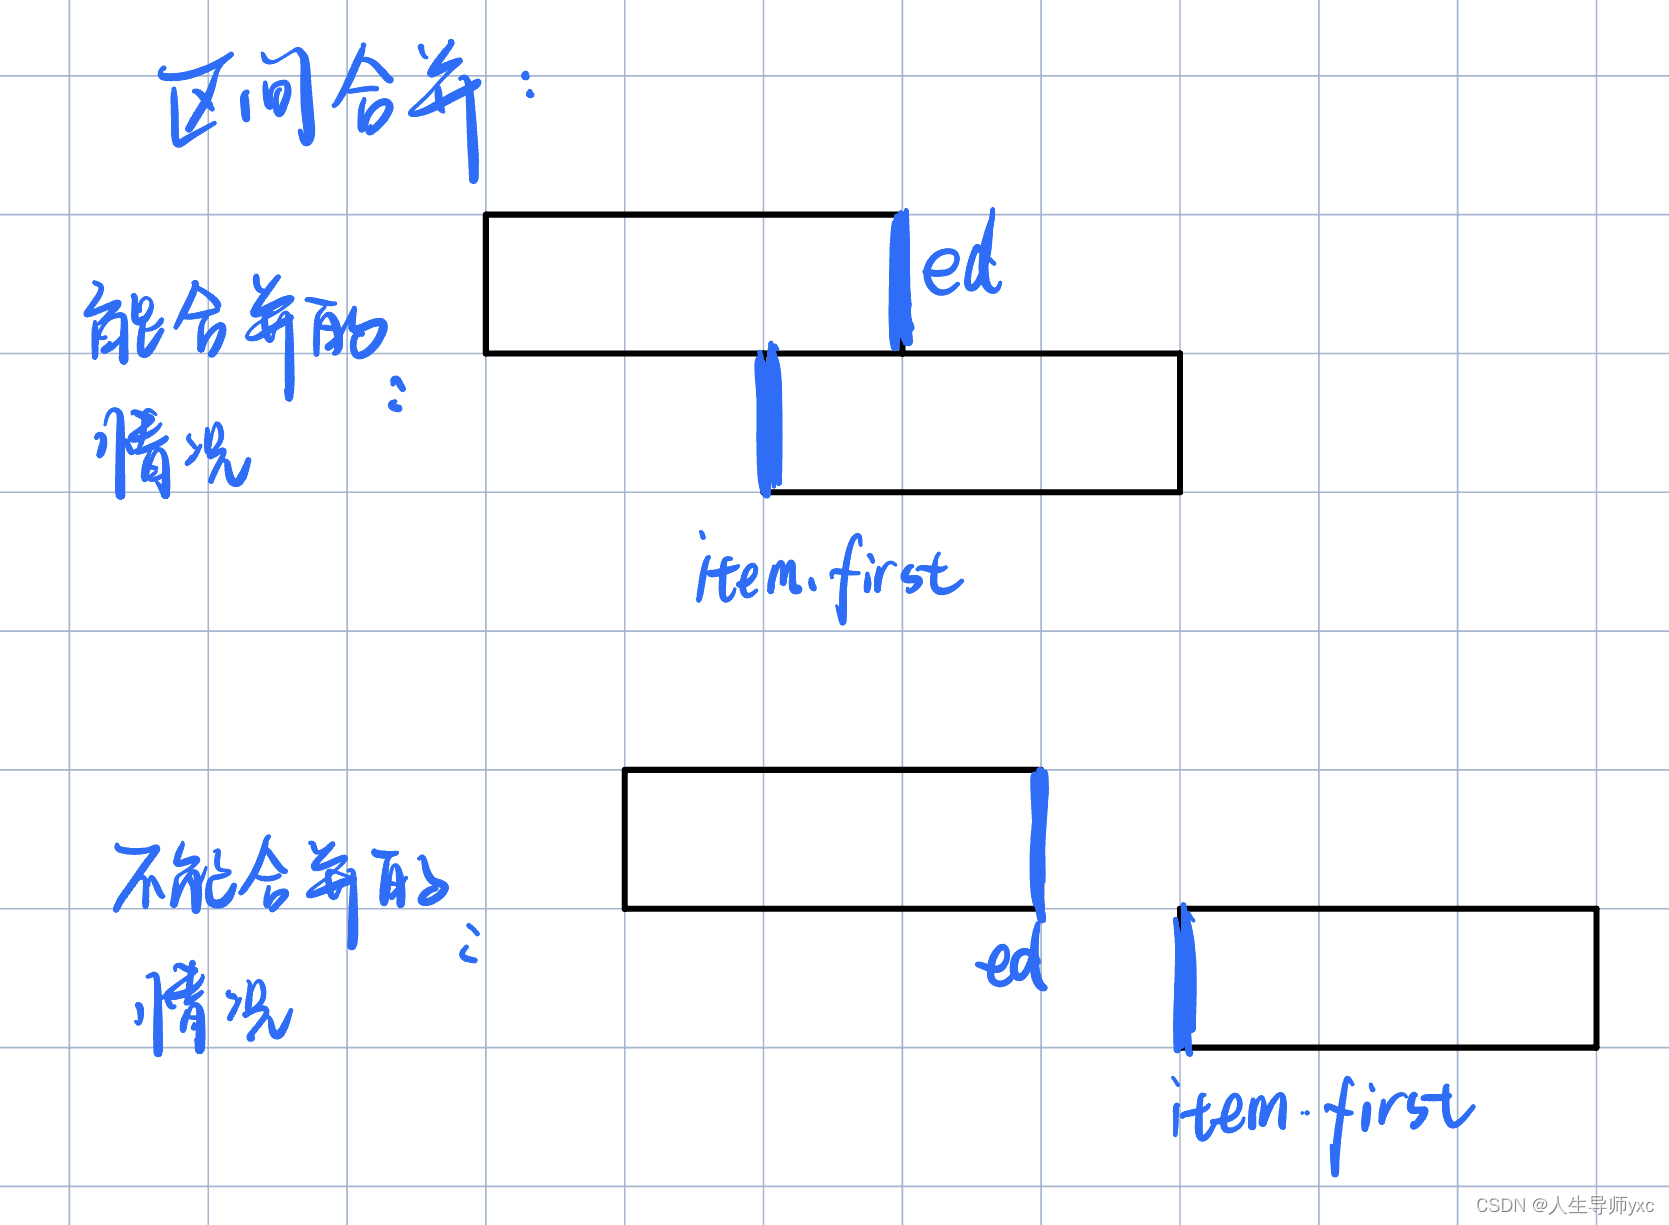 区间合并:
ed
能合并的
情况:
item.first
不能合并的
情况:
ed
item.first
CSDN @人生导师yxc